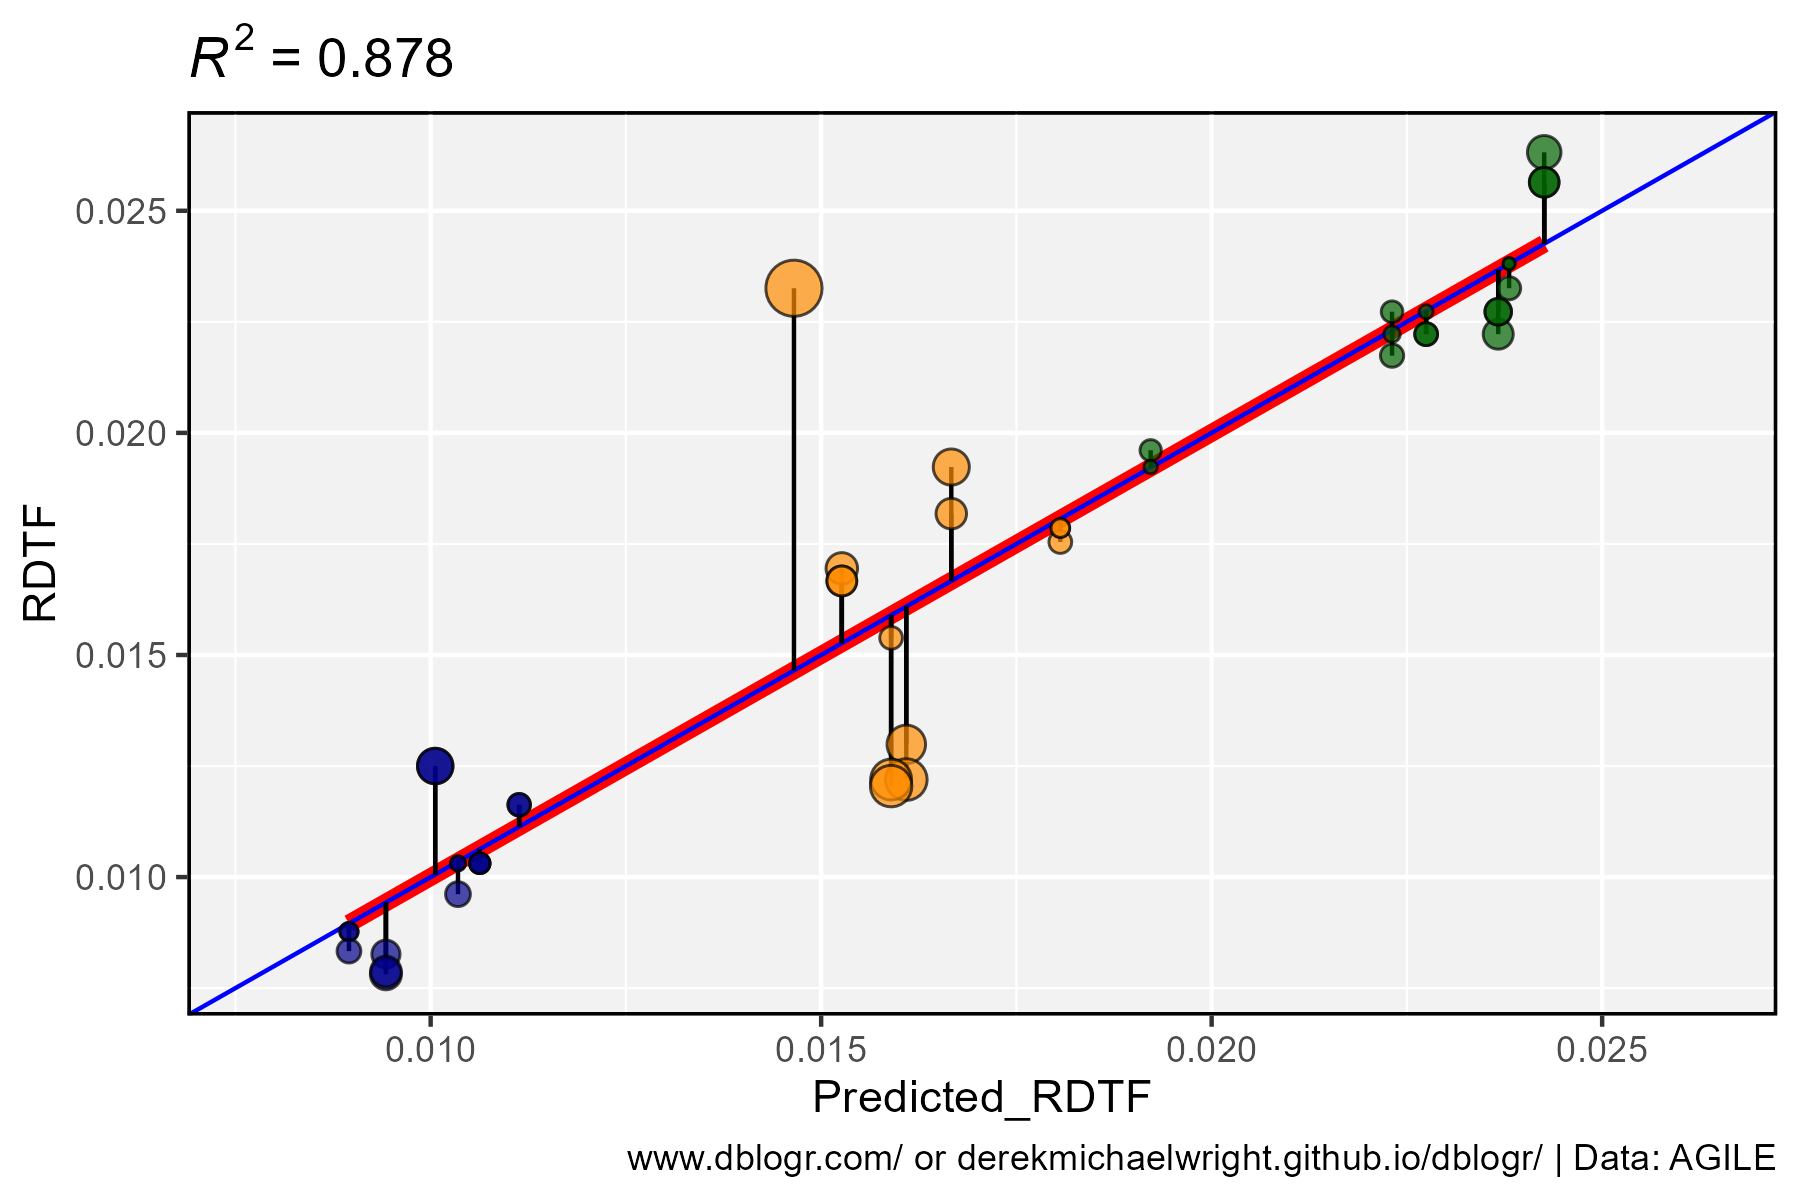 R² = 0.878
0.025
0.020
0.015
0.010
RDTF
0.010 0.015 0.020 0.025
Predicted_RDTF
www.dblogr.com/ or derekmichaelwright.github.io/dblogr/ | Data: AGILE